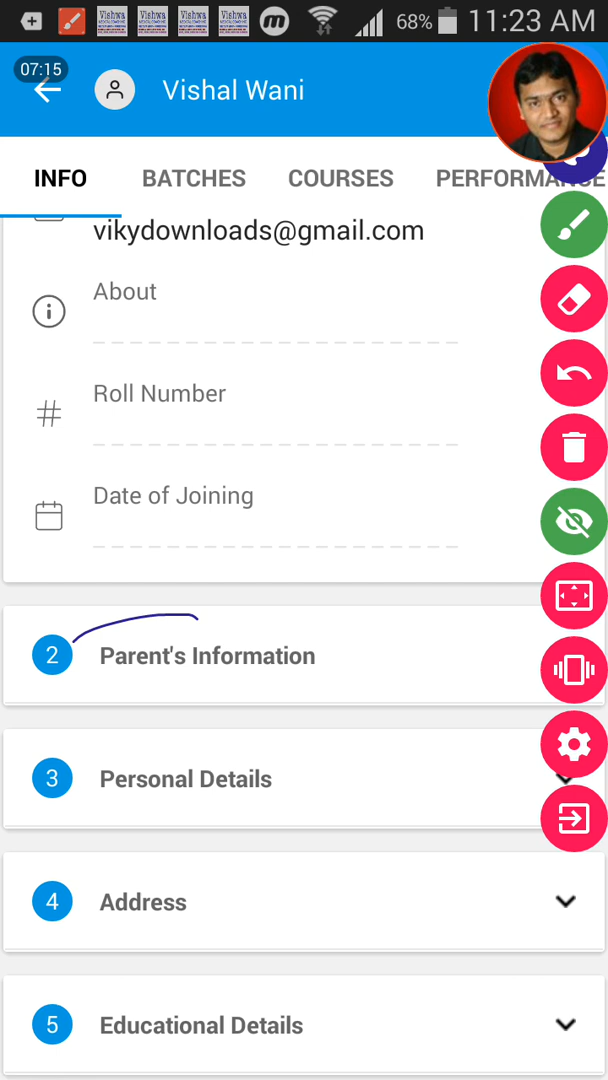 68% 11:23 AM
07:15
Vishal Wani
INFO BATCHES COURSES PERFORMANCE
vikydownloads@gmail.com
About
Roll Number
Date of Joining
2 Parent's Information
3 Personal Details
4 Address
5 Educational Details